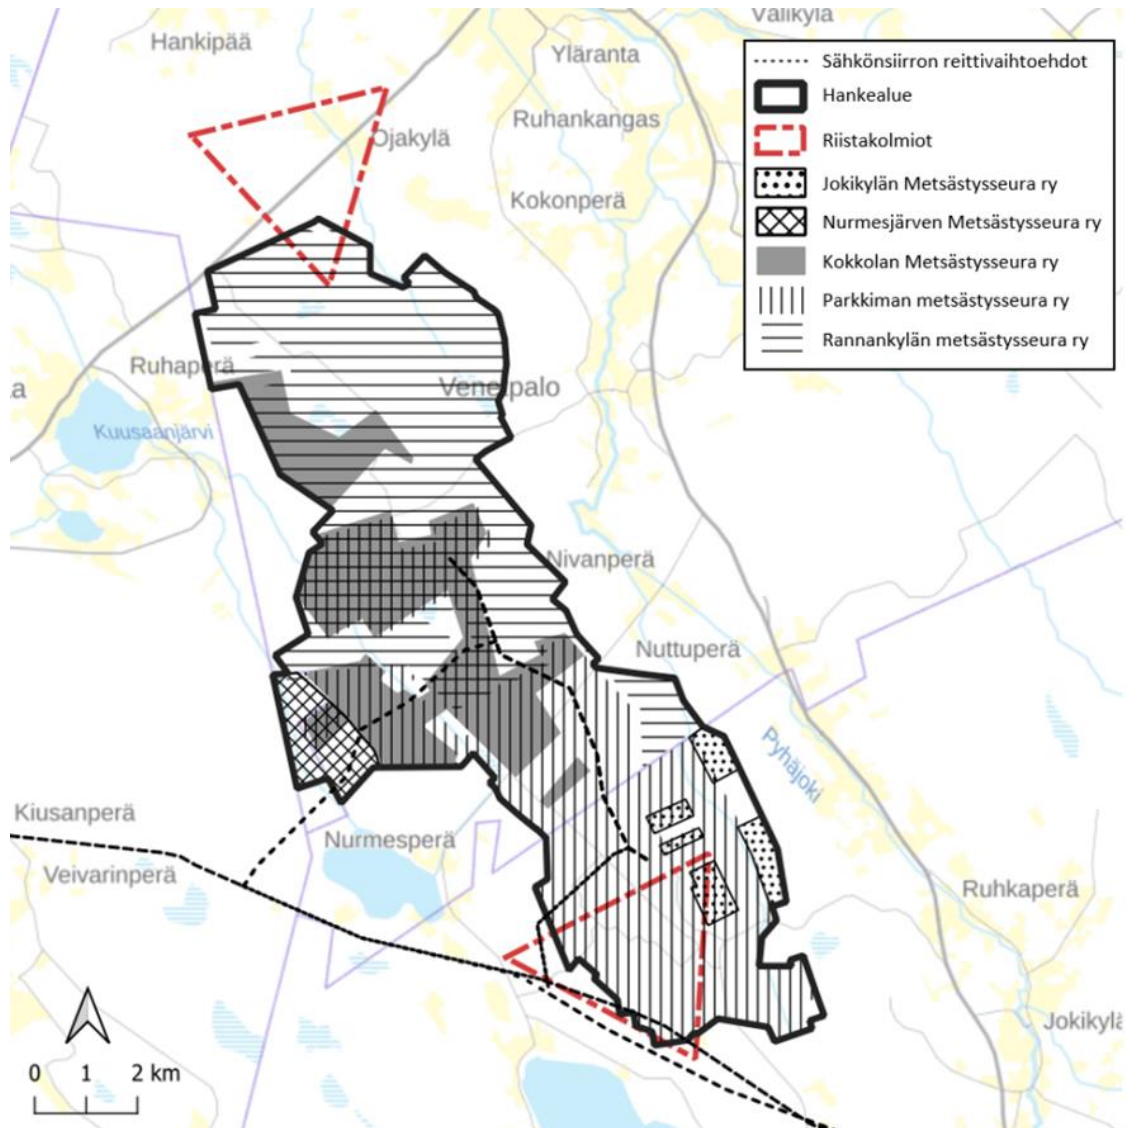 Hankipää
Yläranta
Välikylä
Ruhankangas
Ojakylä
Kokonperä
Sähkönsiirron reittivaihtoehdot
Hankealue
Riistakolmiot
Jokikylän Metsästysseura ry
Nurmesjärven Metsästysseura ry
Kokkolan Metsästysseura ry
Parkkiman metsästysseura ry
Rannankylän metsästysseura ry
Ruhaperä
a
Venetpalo
Kuusaanjärvi
Nivanperä
Nuttuperä
Pyhäjoki
Kiusanperä
Nurmesperä
Veivarinperä
Ruhkaperä
Jokikylä
0 1 2 km